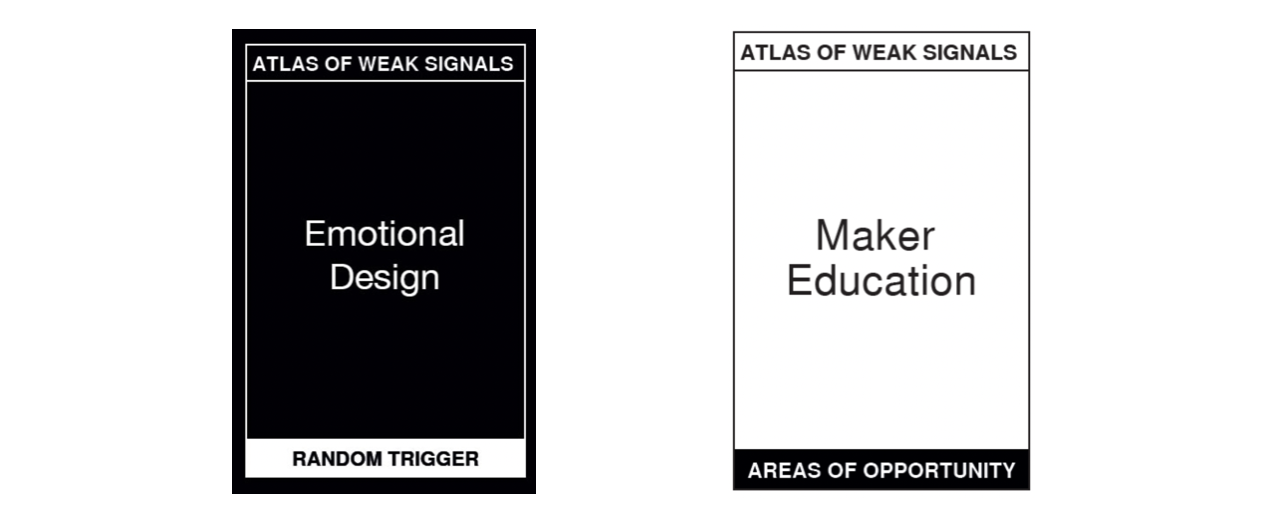 ATLAS OF WEAK SIGNALS
Emotional
Design
RANDOM TRIGGER
ATLAS OF WEAK SIGNALS
Maker
Education
AREAS OF OPPORTUNITY